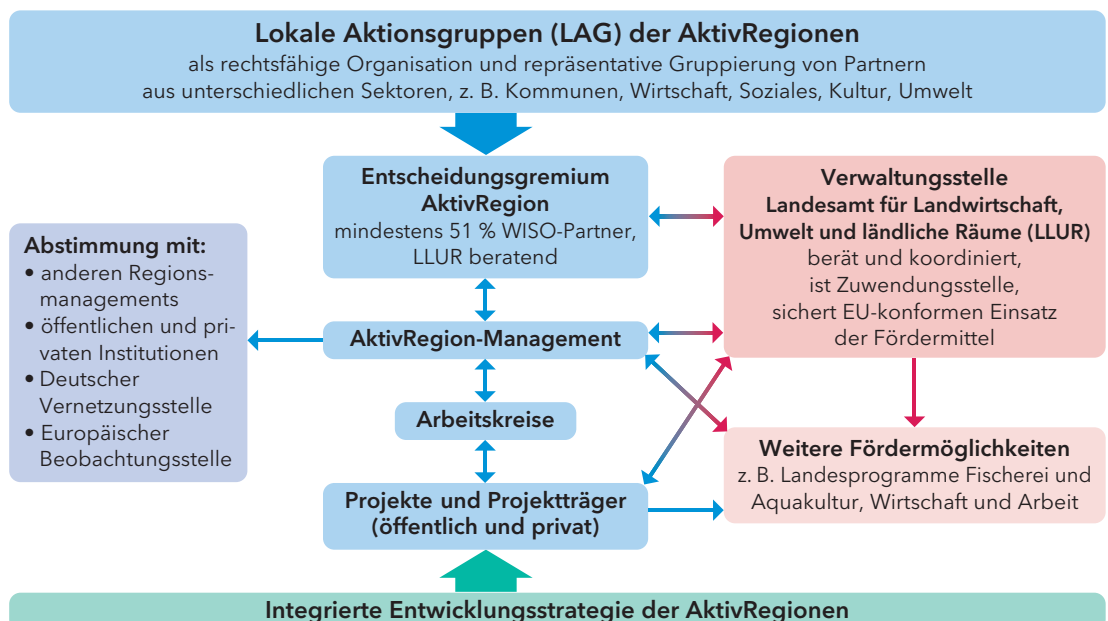 Lokale Aktionsgruppen (LAG) der AktivRegionen
als rechtsfähige Organisation und repräsentative Gruppierung von Partnern
aus unterschiedlichen Sektoren, z. B. Kommunen, Wirtschaft, Soziales, Kultur, Umwelt
Entscheidungsgremium
AktivRegion
mindestens 51 % WISO-Partner,
LLUR beratend
Verwaltungsstelle
Landesamt für Landwirtschaft,
Umwelt und ländliche Räume (LLUR)
berät und koordiniert,
ist Zuwendungsstelle,
sichert EU-konformen Einsatz
der Fördermittel
Abstimmung mit:
• anderen Regions-
managements
• öffentlichen und pri-
vaten Institutionen
• Deutscher
Vernetzungsstelle
• Europäischer
Beobachtungsstelle
AktivRegion-Management
Arbeitskreise
Weitere Fördermöglichkeiten
z. B. Landesprogramme Fischerei und
Aquakultur, Wirtschaft und Arbeit
Projekte und Projektträger
(öffentlich und privat)
Integrierte Entwicklungsstrategie der AktivRegionen